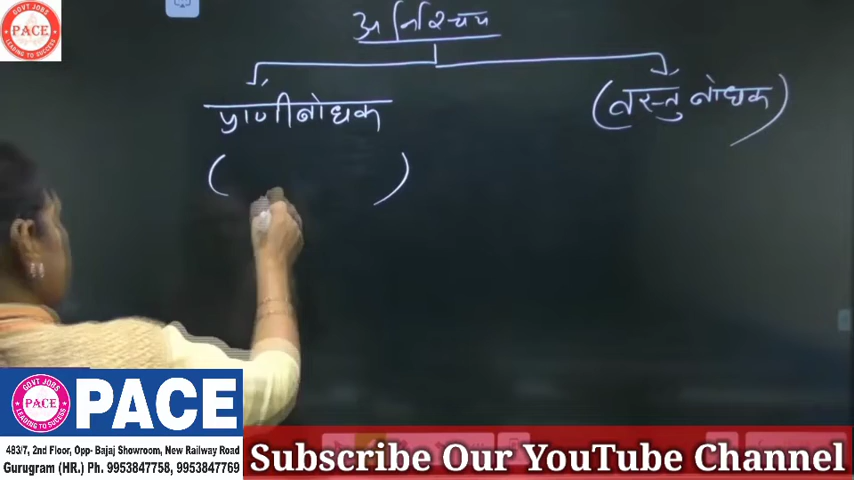 GOVT JOBS
PACE
LEADING TO SUCCESS
अनिश्चय
प्राणीबोधक
(वस्तु बोधक)
( )
GOVT JOBS
PACE
LEADING TO SUCCESS
PACE
483/7, 2nd Floor, Opp- Bajaj Showroom, New Railway Road
Gurugram (HR.) Ph. 9953847758, 9953847769
Subscribe Our YouTube Channel